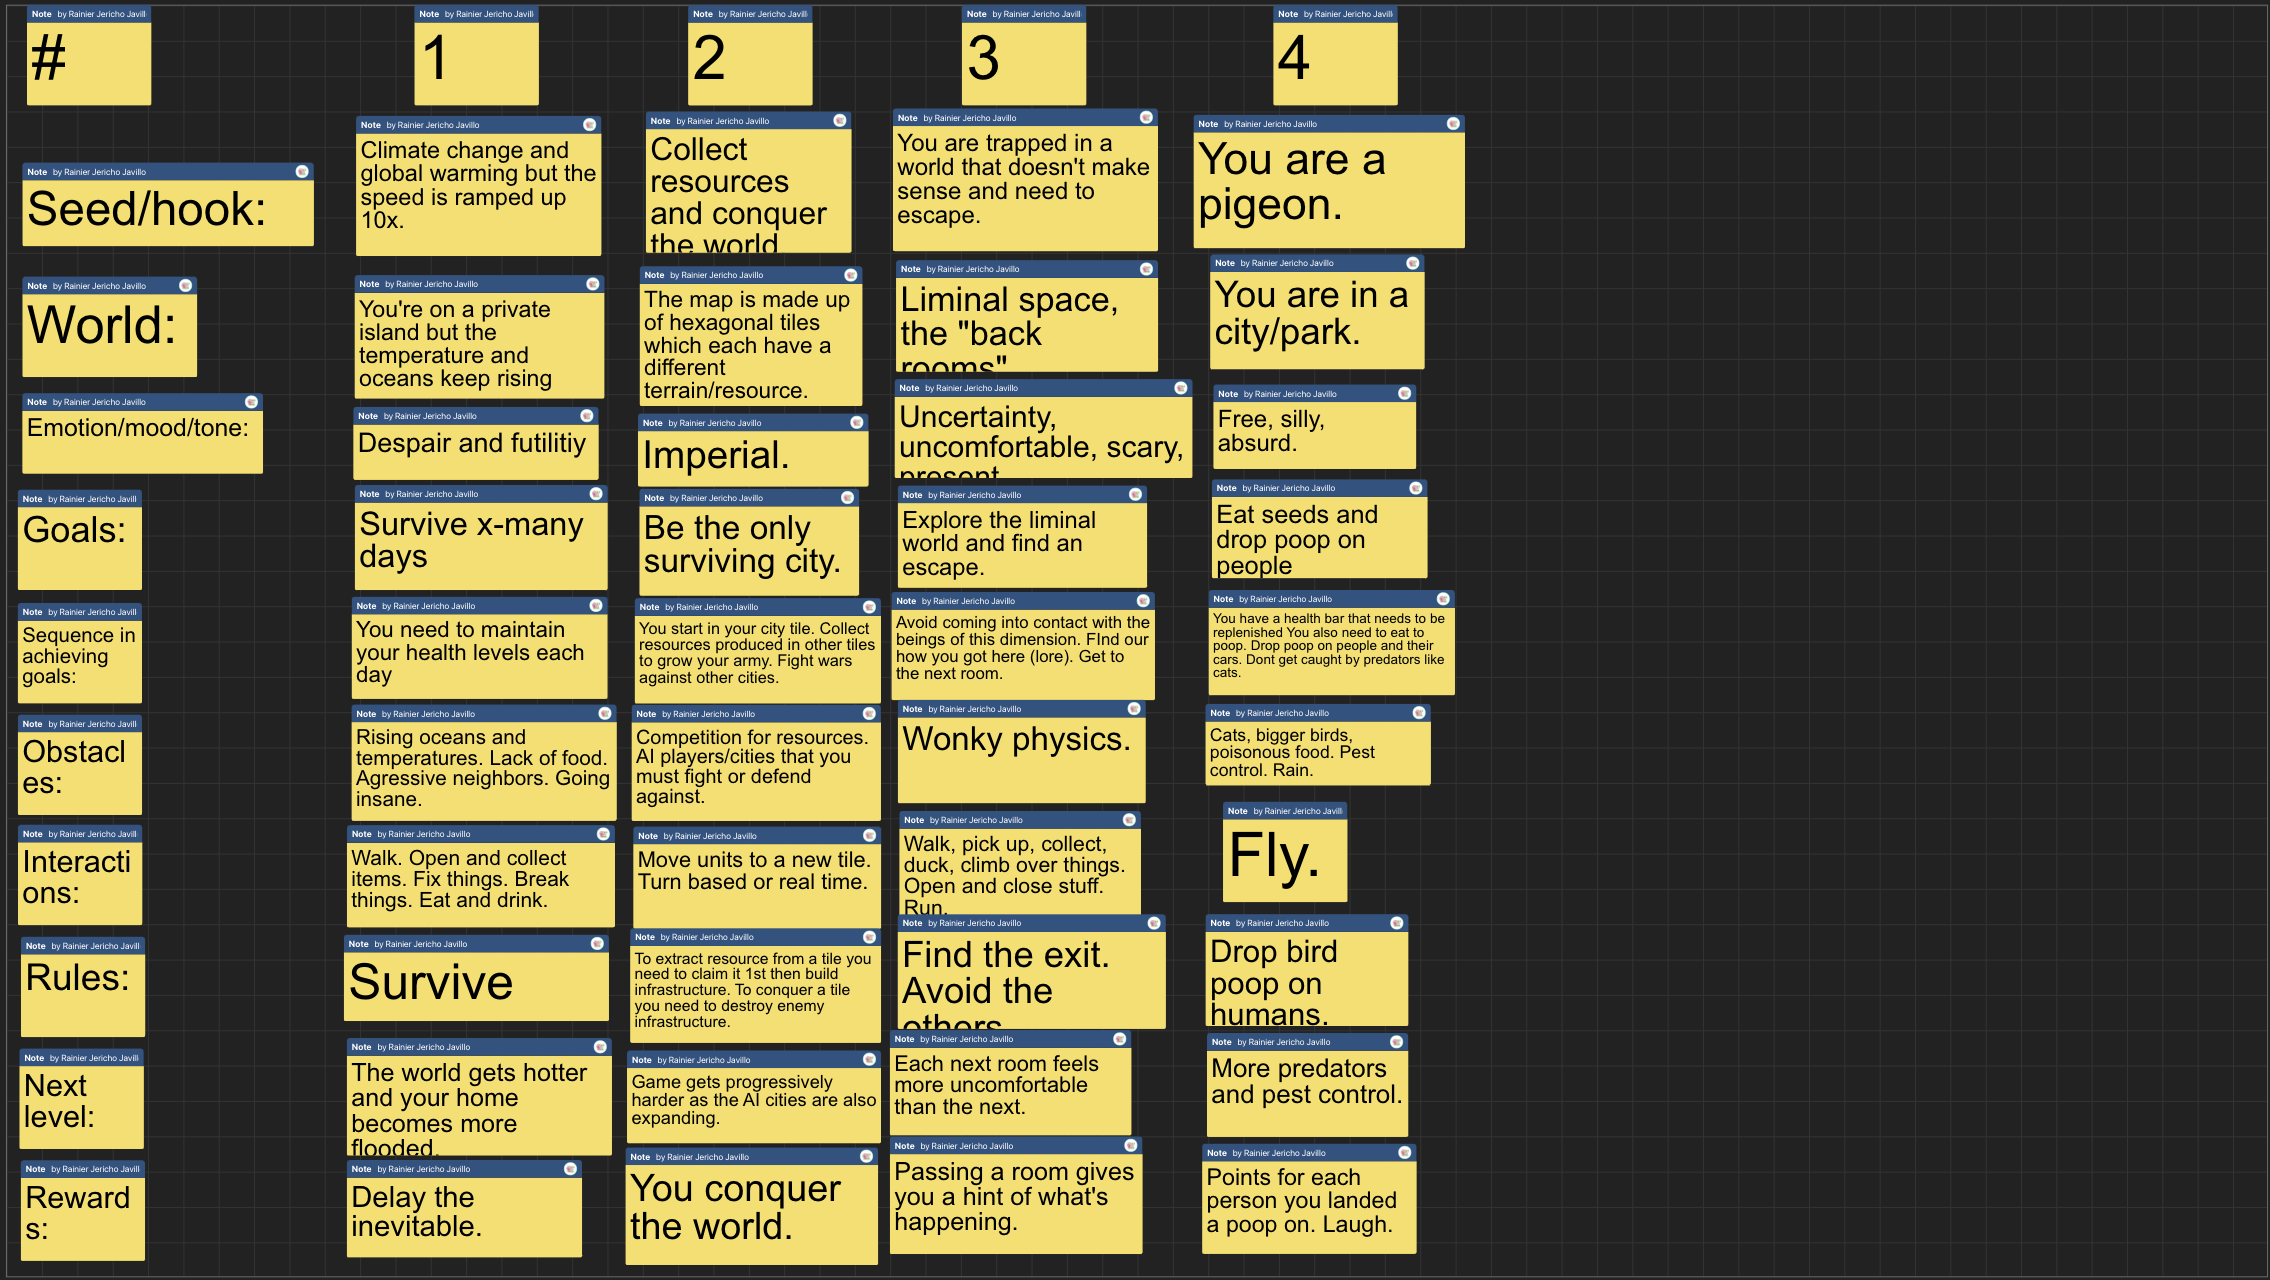 Note by Rainier Jericho Javill
#
Note by Rainier Jericho Javill
1
Note by Rainier Jericho Javill
2
Note by Rainier Jericho Javill
3
Note by Rainier Jericho Javill
4
Note by Rainier Jericho Javillo
Seed/hook:
Note by Rainier Jericho Javillo
Climate change and
global warming but the
speed is ramped up
10x.
Note by Rainier Jericho Javillo
Collect
resources
and conquer
the world
Note by Rainier Jericho Javillo
You are trapped in a
world that doesn't make
sense and need to
escape.
Note by Rainier Jericho Javillo
You are a
pigeon.
Note by Rainier Jericho Javillo
World:
Note by Rainier Jericho Javillo
You're on a private
island but the
temperature and
oceans keep rising
Note by Rainier Jericho Javillo
The map is made up
of hexagonal tiles
which each have a
different
terrain/resource.
Note by Rainier Jericho Javillo
Liminal space,
the "back
rooms"
Note by Rainier Jericho Javillo
You are in a
city/park.
Note by Rainier Jericho Javillo
Emotion/mood/tone:
Note by Rainier Jericho Javillo
Despair and futilitiy
Note by Rainier Jericho Javillo
Imperial.
Note by Rainier Jericho Javillo
Uncertainty,
uncomfortable, scary,
present
Note by Rainier Jericho Javillo
Free, silly,
absurd.
Note by Rainier Jericho Javill
Goals:
Note by Rainier Jericho Javillo
Survive x-many
days
Note by Rainier Jericho Javillo
Be the only
surviving city.
Note by Rainier Jericho Javillo
Explore the liminal
world and find an
escape.
Note by Rainier Jericho Javillo
Eat seeds and
drop poop on
people
Note by Rainier Jericho Javill
Sequence in
achieving
goals:
Note by Rainier Jericho Javillo
You need to maintain
your health levels each
day
Note by Rainier Jericho Javillo
You start in your city tile. Collect
resources produced in other tiles
to grow your army. Fight wars
against other cities.
Note by Rainier Jericho Javillo
Avoid coming into contact with the
beings of this dimension. FInd our
how you got here (lore). Get to
the next room.
Note by Rainier Jericho Javillo
You have a health bar that needs to be
replenished You also need to eat to
poop. Drop poop on people and their
cars. Dont get caught by predators like
cats.
Note by Rainier Jericho Javill
Obstacl
es:
Note by Rainier Jericho Javillo
Rising oceans and
temperatures. Lack of food.
Agressive neighbors. Going
insane.
Note by Rainier Jericho Javillo
Competition for resources.
AI players/cities that you
must fight or defend
against.
Note by Rainier Jericho Javillo
Wonky physics.
Note by Rainier Jericho Javillo
Cats, bigger birds,
poisonous food. Pest
control. Rain.
Note by Rainier Jericho Javill
Interacti
ons:
Note by Rainier Jericho Javillo
Walk. Open and collect
items. Fix things. Break
things. Eat and drink.
Note by Rainier Jericho Javillo
Move units to a new tile.
Turn based or real time.
Note by Rainier Jericho Javillo
Walk, pick up, collect,
duck, climb over things.
Open and close stuff.
Run.
Note by Rainier Jericho Javill
Fly.
Note by Rainier Jericho Javill
Rules:
Note by Rainier Jericho Javillo
Survive
Note by Rainier Jericho Javillo
To extract resource from a tile you
need to claim it 1st then build
infrastructure. To conquer a tile
you need to destroy enemy
infrastructure.
Note by Rainier Jericho Javillo
Find the exit.
Avoid the
others
Note by Rainier Jericho Javillo
Drop bird
poop on
humans.
Note by Rainier Jericho Javill
Next
level:
Note by Rainier Jericho Javillo
The world gets hotter
and your home
becomes more
flooded.
Note by Rainier Jericho Javillo
Game gets progressively
harder as the AI cities are also
expanding.
Note by Rainier Jericho Javillo
Each next room feels
more uncomfortable
than the next.
Note by Rainier Jericho Javillo
More predators
and pest control.
Note by Rainier Jericho Javill
Reward
s:
Note by Rainier Jericho Javillo
Delay the
inevitable.
Note by Rainier Jericho Javillo
You conquer
the world.
Note by Rainier Jericho Javillo
Passing a room gives
you a hint of what's
happening.
Note by Rainier Jericho Javillo
Points for each
person you landed
a poop on. Laugh.